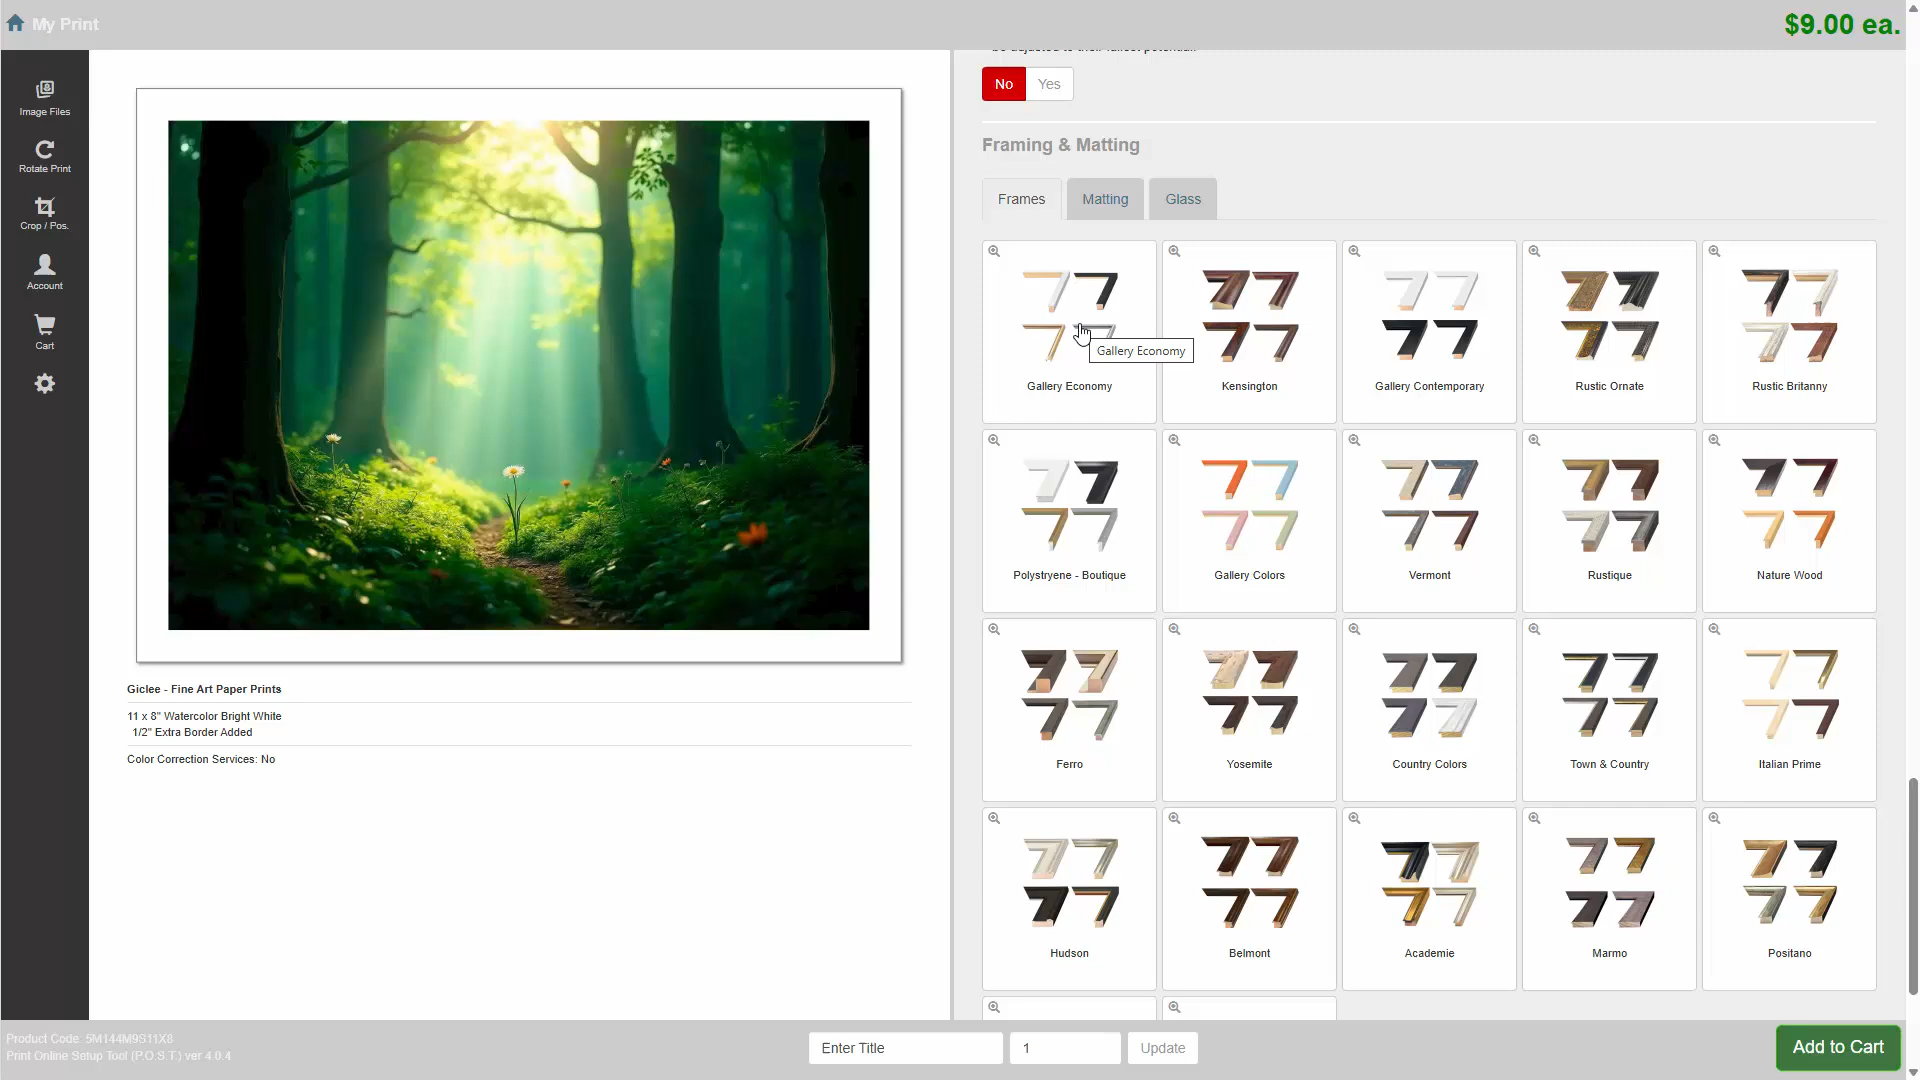 My Print
$9.00 ea.
Image Files
Rotate Print
Crop / Pos.
Account
Cart
No
Yes
Framing & Matting
Frames
Matting
Glass
Gallery Economy
Gallery Economy
Kensington
Gallery Contemporary
Rustic Ornate
Rustic Britanny
Polystryene - Boutique
Gallery Colors
Vermont
Rustique
Nature Wood
Ferro
Yosemite
Country Colors
Town & Country
Italian Prime
Hudson
Belmont
Academie
Marmo
Positano
Giclee - Fine Art Paper Prints
11 x 8" Watercolor Bright White
1/2" Extra Border Added
Color Correction Services: No
Product Code: 5M144M9S11X8
Print Online Setup Tool (P.O.S.T.) ver 4.0.4
Enter Title
1
Update
Add to Cart